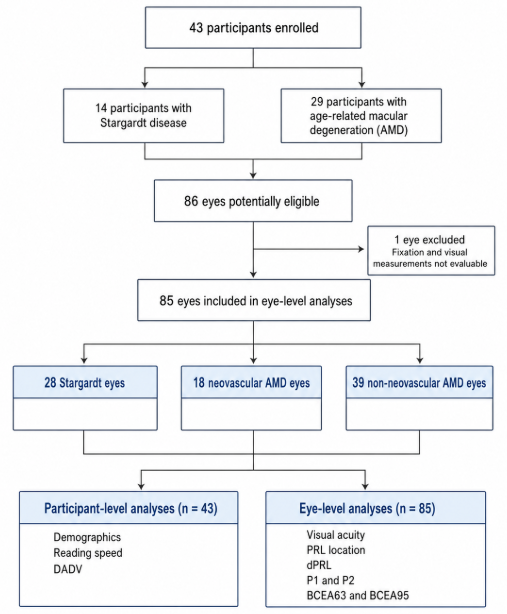 43 participants enrolled
14 participants with
Stargardt disease
29 participants with
age-related macular
degeneration (AMD)
86 eyes potentially eligible
1 eye excluded
Fixation and visual
measurements not evaluable
85 eyes included in eye-level analyses
28 Stargardt eyes
18 neovascular AMD eyes
39 non-neovascular AMD eyes
Participant-level analyses (n = 43)
Demographics
Reading speed
DADV
Eye-level analyses (n = 85)
Visual acuity
PRL location
dPRL
P1 and P2
BCEA63 and BCEA95